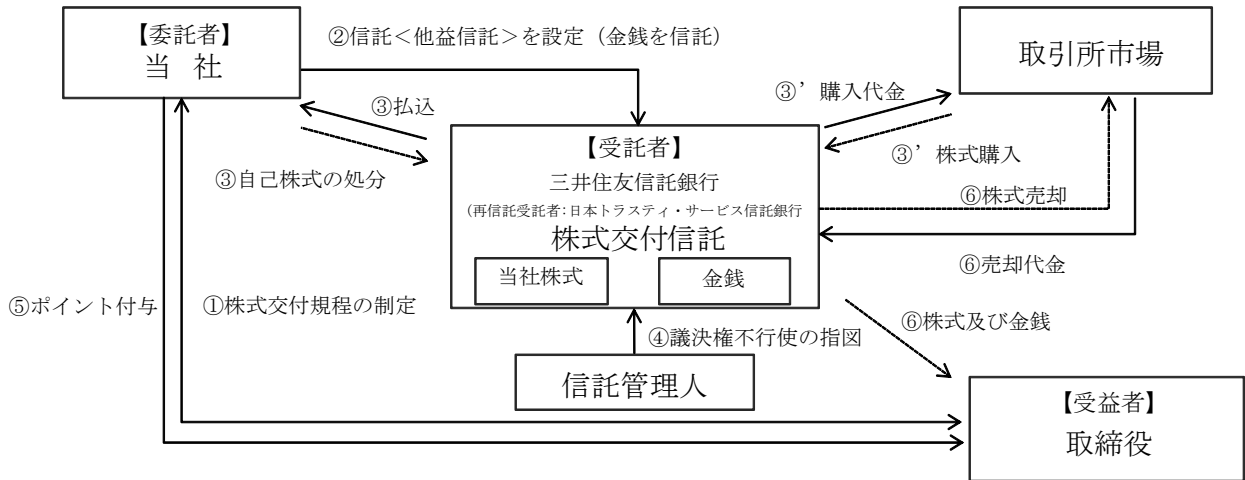 【委託者】
当 社
②信託＜他益信託＞を設定（金銭を信託）
取引所市場
③払込
③’購入代金
【受託者】
三井住友信託銀行
(再信託受託者：日本トラスティ・サービス信託銀行
株式交付信託
当社株式
金銭
③自己株式の処分
③’株式購入
⑥株式売却
⑥売却代金
⑤ポイント付与
①株式交付規程の制定
⑥株式及び金銭
④議決権不行使の指図
信託管理人
【受益者】
取締役